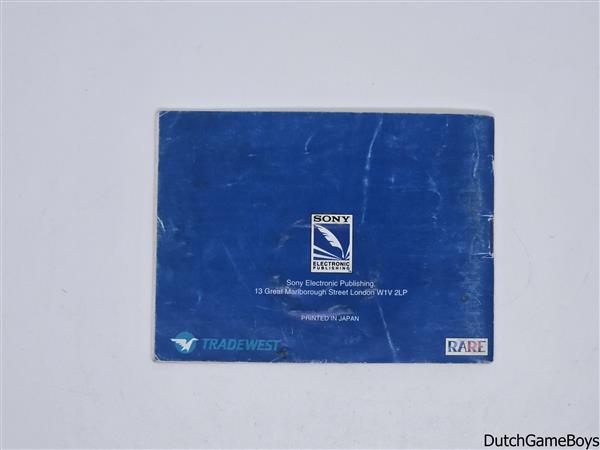 SONY
ELECTRONIC
PUBLISHING
Sony Electronic Publishing,
13 Great Marlborough Street London W1V 2LP
PRINTED IN JAPAN
TRADEWEST
RARE
DutchGameBoys